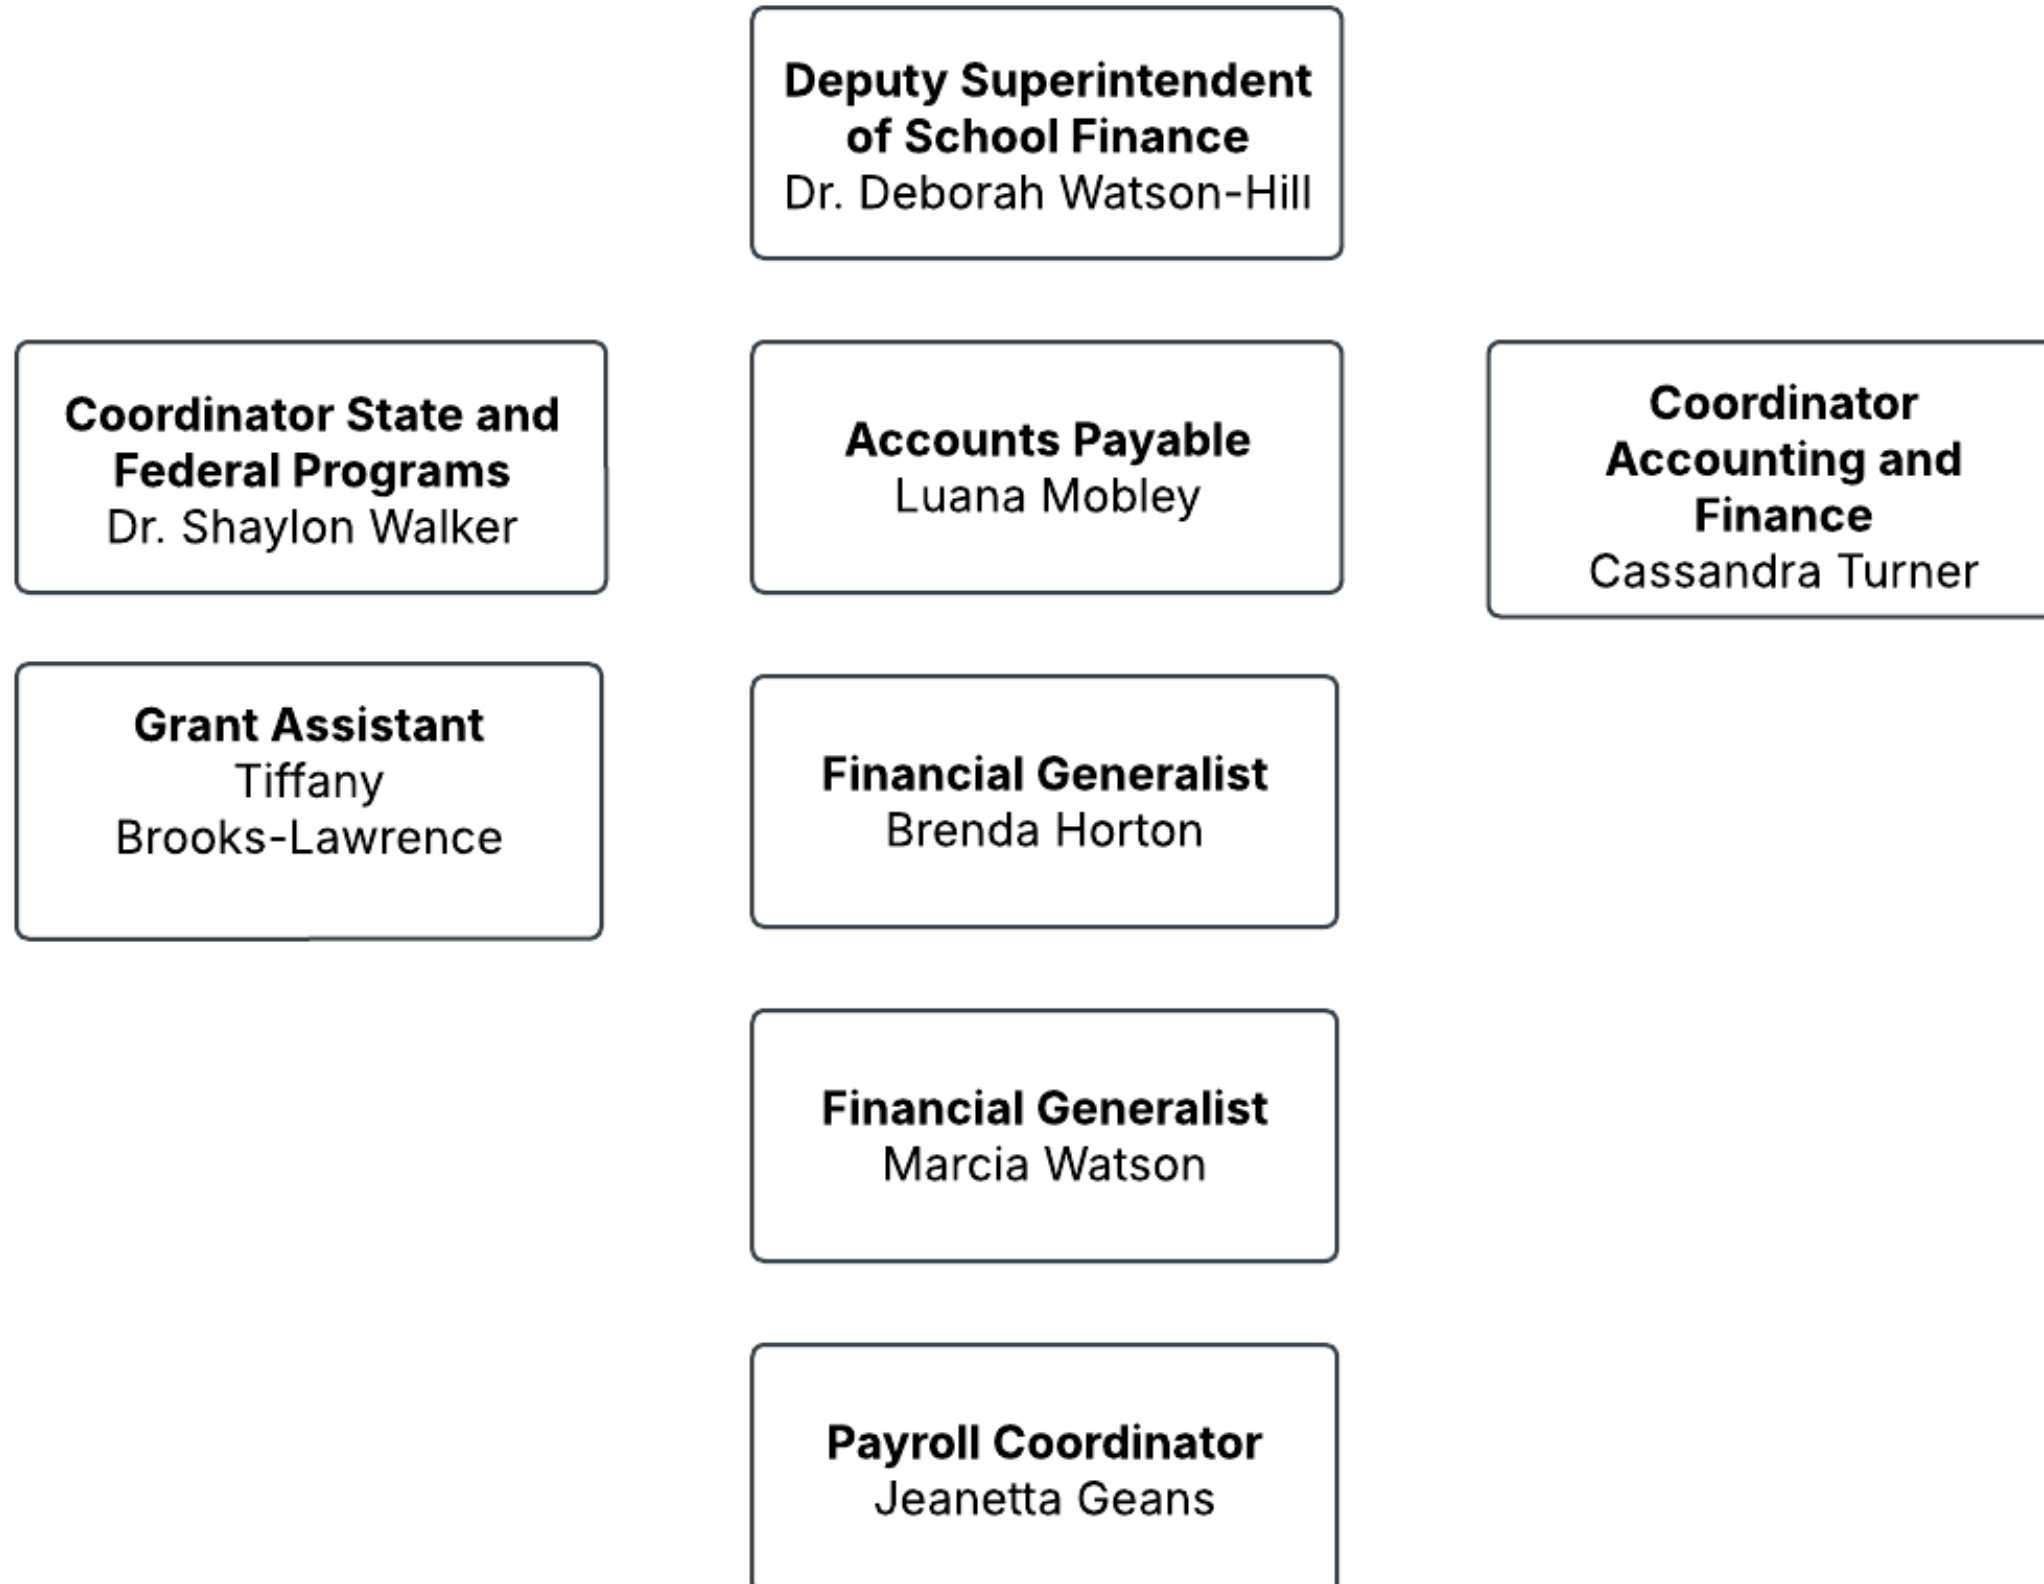 Deputy Superintendent
of School Finance
Dr. Deborah Watson-Hill
Coordinator State and
Federal Programs
Dr. Shaylon Walker
Accounts Payable
Luana Mobley
Coordinator
Accounting and
Finance
Cassandra Turner
Grant Assistant
Tiffany
Brooks-Lawrence
Financial Generalist
Brenda Horton
Financial Generalist
Marcia Watson
Payroll Coordinator
Jeanetta Geans